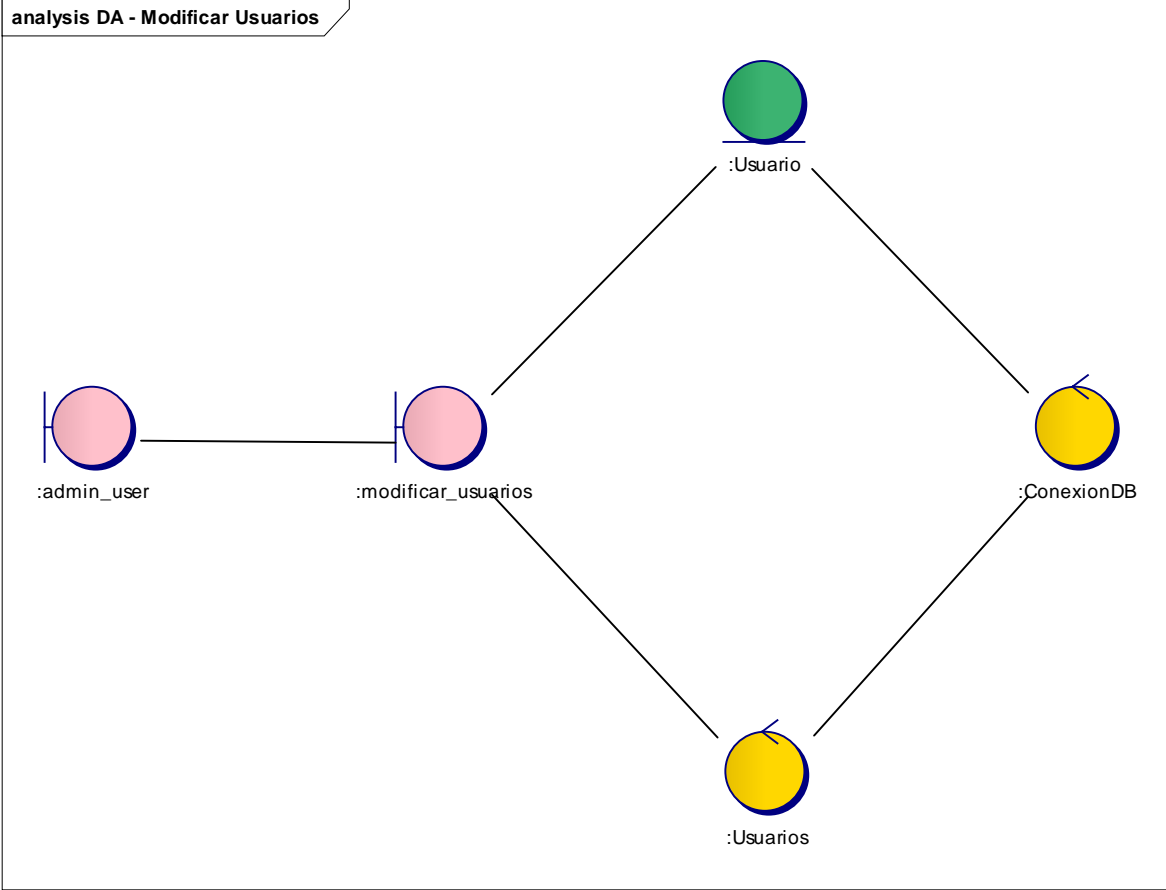 analysis DA - Modificar Usuarios
:Usuario
:admin_user
:modificar_usuarios
:ConexionDB
:Usuarios